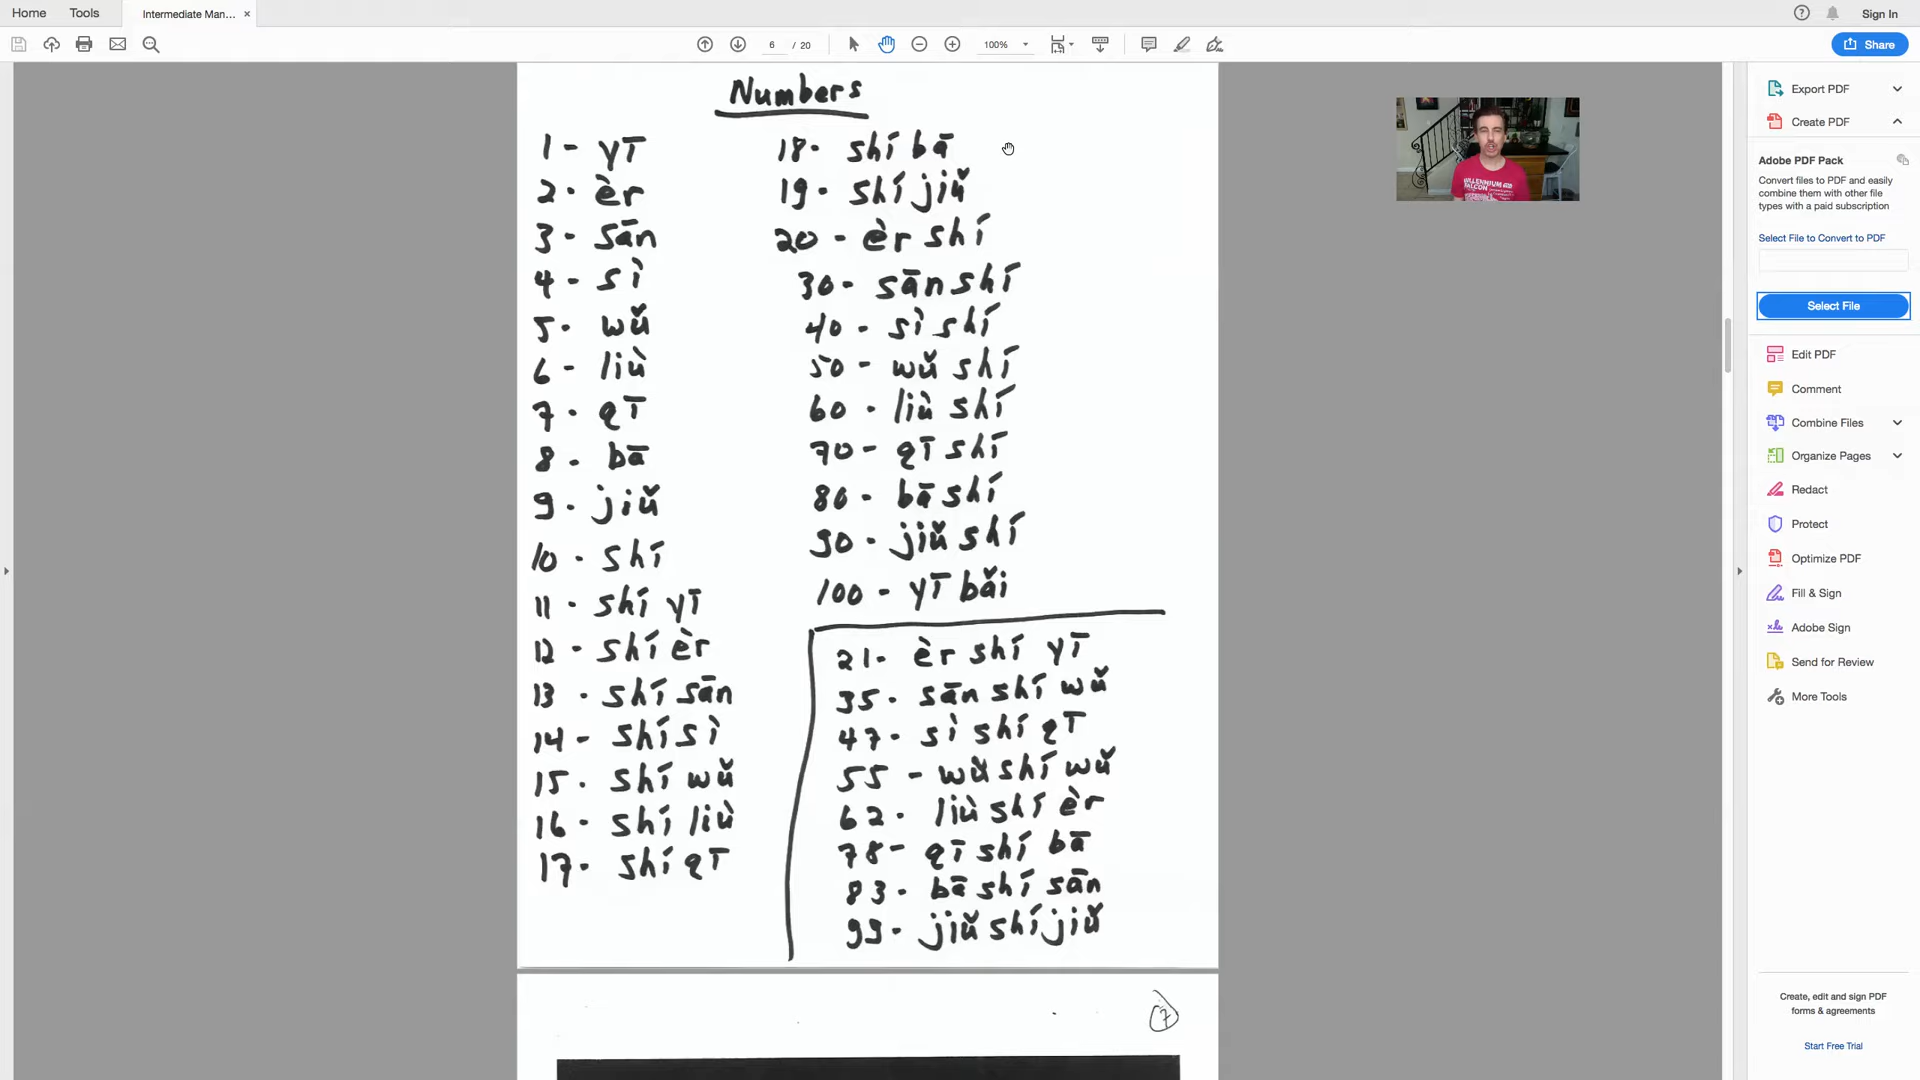 Home
Tools
Intermediate Man...
Sign In
6 / 20
100%
Share
Numbers
1 - yī
2 - èr
3 - sān
4 - sì
5 - wǔ
6 - liù
7 - qī
8 - bā
9 - jiǔ
10 - shí
11 - shí yī
12 - shí èr
13 - shí sān
14 - shí sì
15 - shí wǔ
16 - shí liù
17 - shí qī
18 - shí bā
19 - shí jiǔ
20 - èr shí
30 - sān shí
40 - sì shí
50 - wǔ shí
60 - liù shí
70 - qī shí
80 - bā shí
90 - jiǔ shí
100 - yī bǎi
21 - èr shí yī
35 - sān shí wǔ
47 - sì shí qī
55 - wǔ shí wǔ
62 - liù shí èr
78 - qī shí bā
83 - bā shí sān
99 - jiǔ shí jiǔ
7
MILLENNIUM
FALCON
Export PDF
Create PDF
Adobe PDF Pack
Convert files to PDF and easily
combine them with other file
types with a paid subscription
Select File to Convert to PDF
Select File
Edit PDF
Comment
Combine Files
Organize Pages
Redact
Protect
Optimize PDF
Fill & Sign
Adobe Sign
Send for Review
More Tools
Create, edit and sign PDF
forms & agreements
Start Free Trial